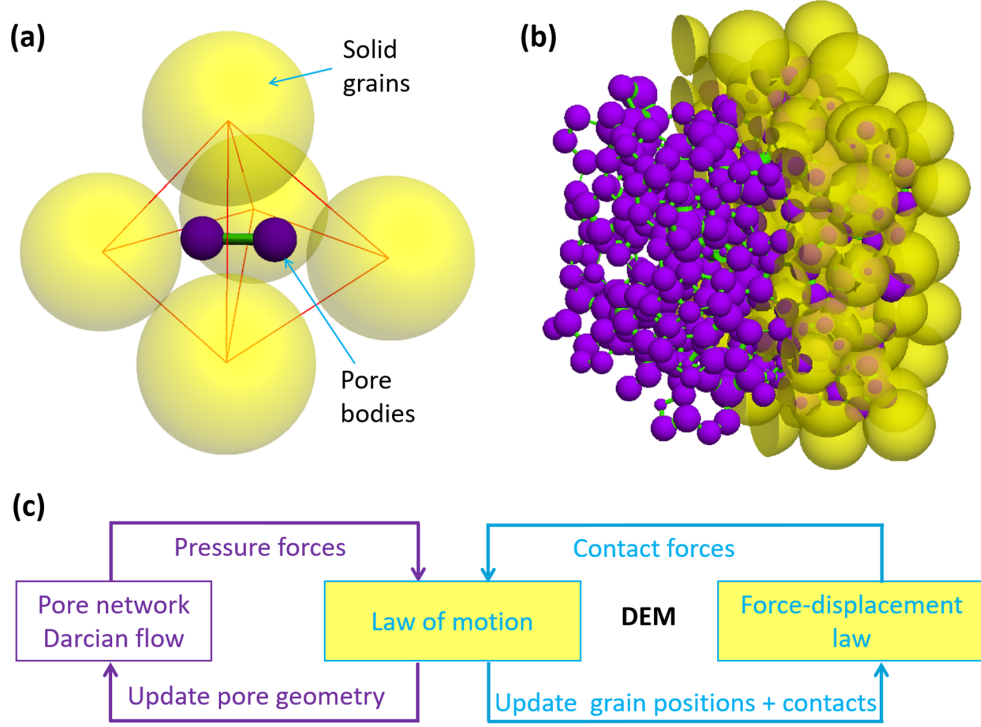 (a)
Solid
grains
Pore
bodies
(b)
(c)
Pressure forces
Contact forces
Pore network
Darcian flow
Law of motion
DEM
Force-displacement
law
Update pore geometry
Update grain positions + contacts